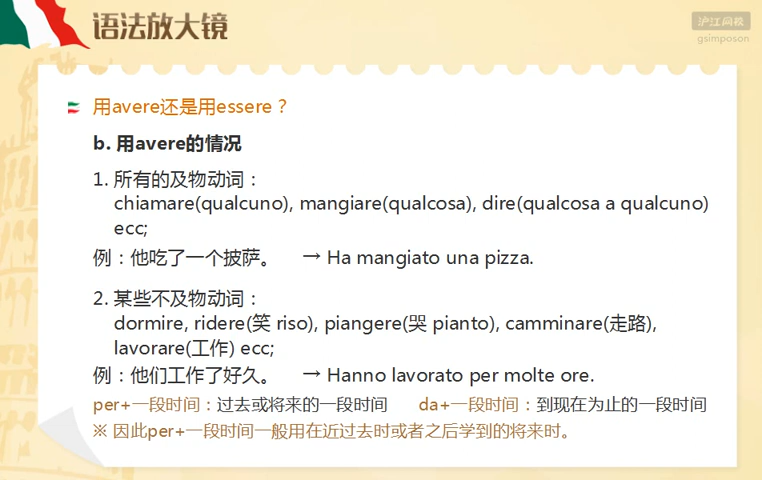 语法放大镜
沪江网校
gsimposon
用avere还是用essere？
b. 用avere的情况
1. 所有的及物动词：
chiamare(qualcuno), mangiare(qualcosa), dire(qualcosa a qualcuno)
ecc;
例：他吃了一个披萨。 → Ha mangiato una pizza.
2. 某些不及物动词：
dormire, ridere(笑 riso), piangere(哭 pianto), camminare(走路),
lavorare(工作) ecc;
例：他们工作了好久。 → Hanno lavorato per molte ore.
per+一段时间：过去或将来的一段时间 da+一段时间：到现在为止的一段时间
※ 因此per+一段时间一般用在近过去时或者之后学到的将来时。